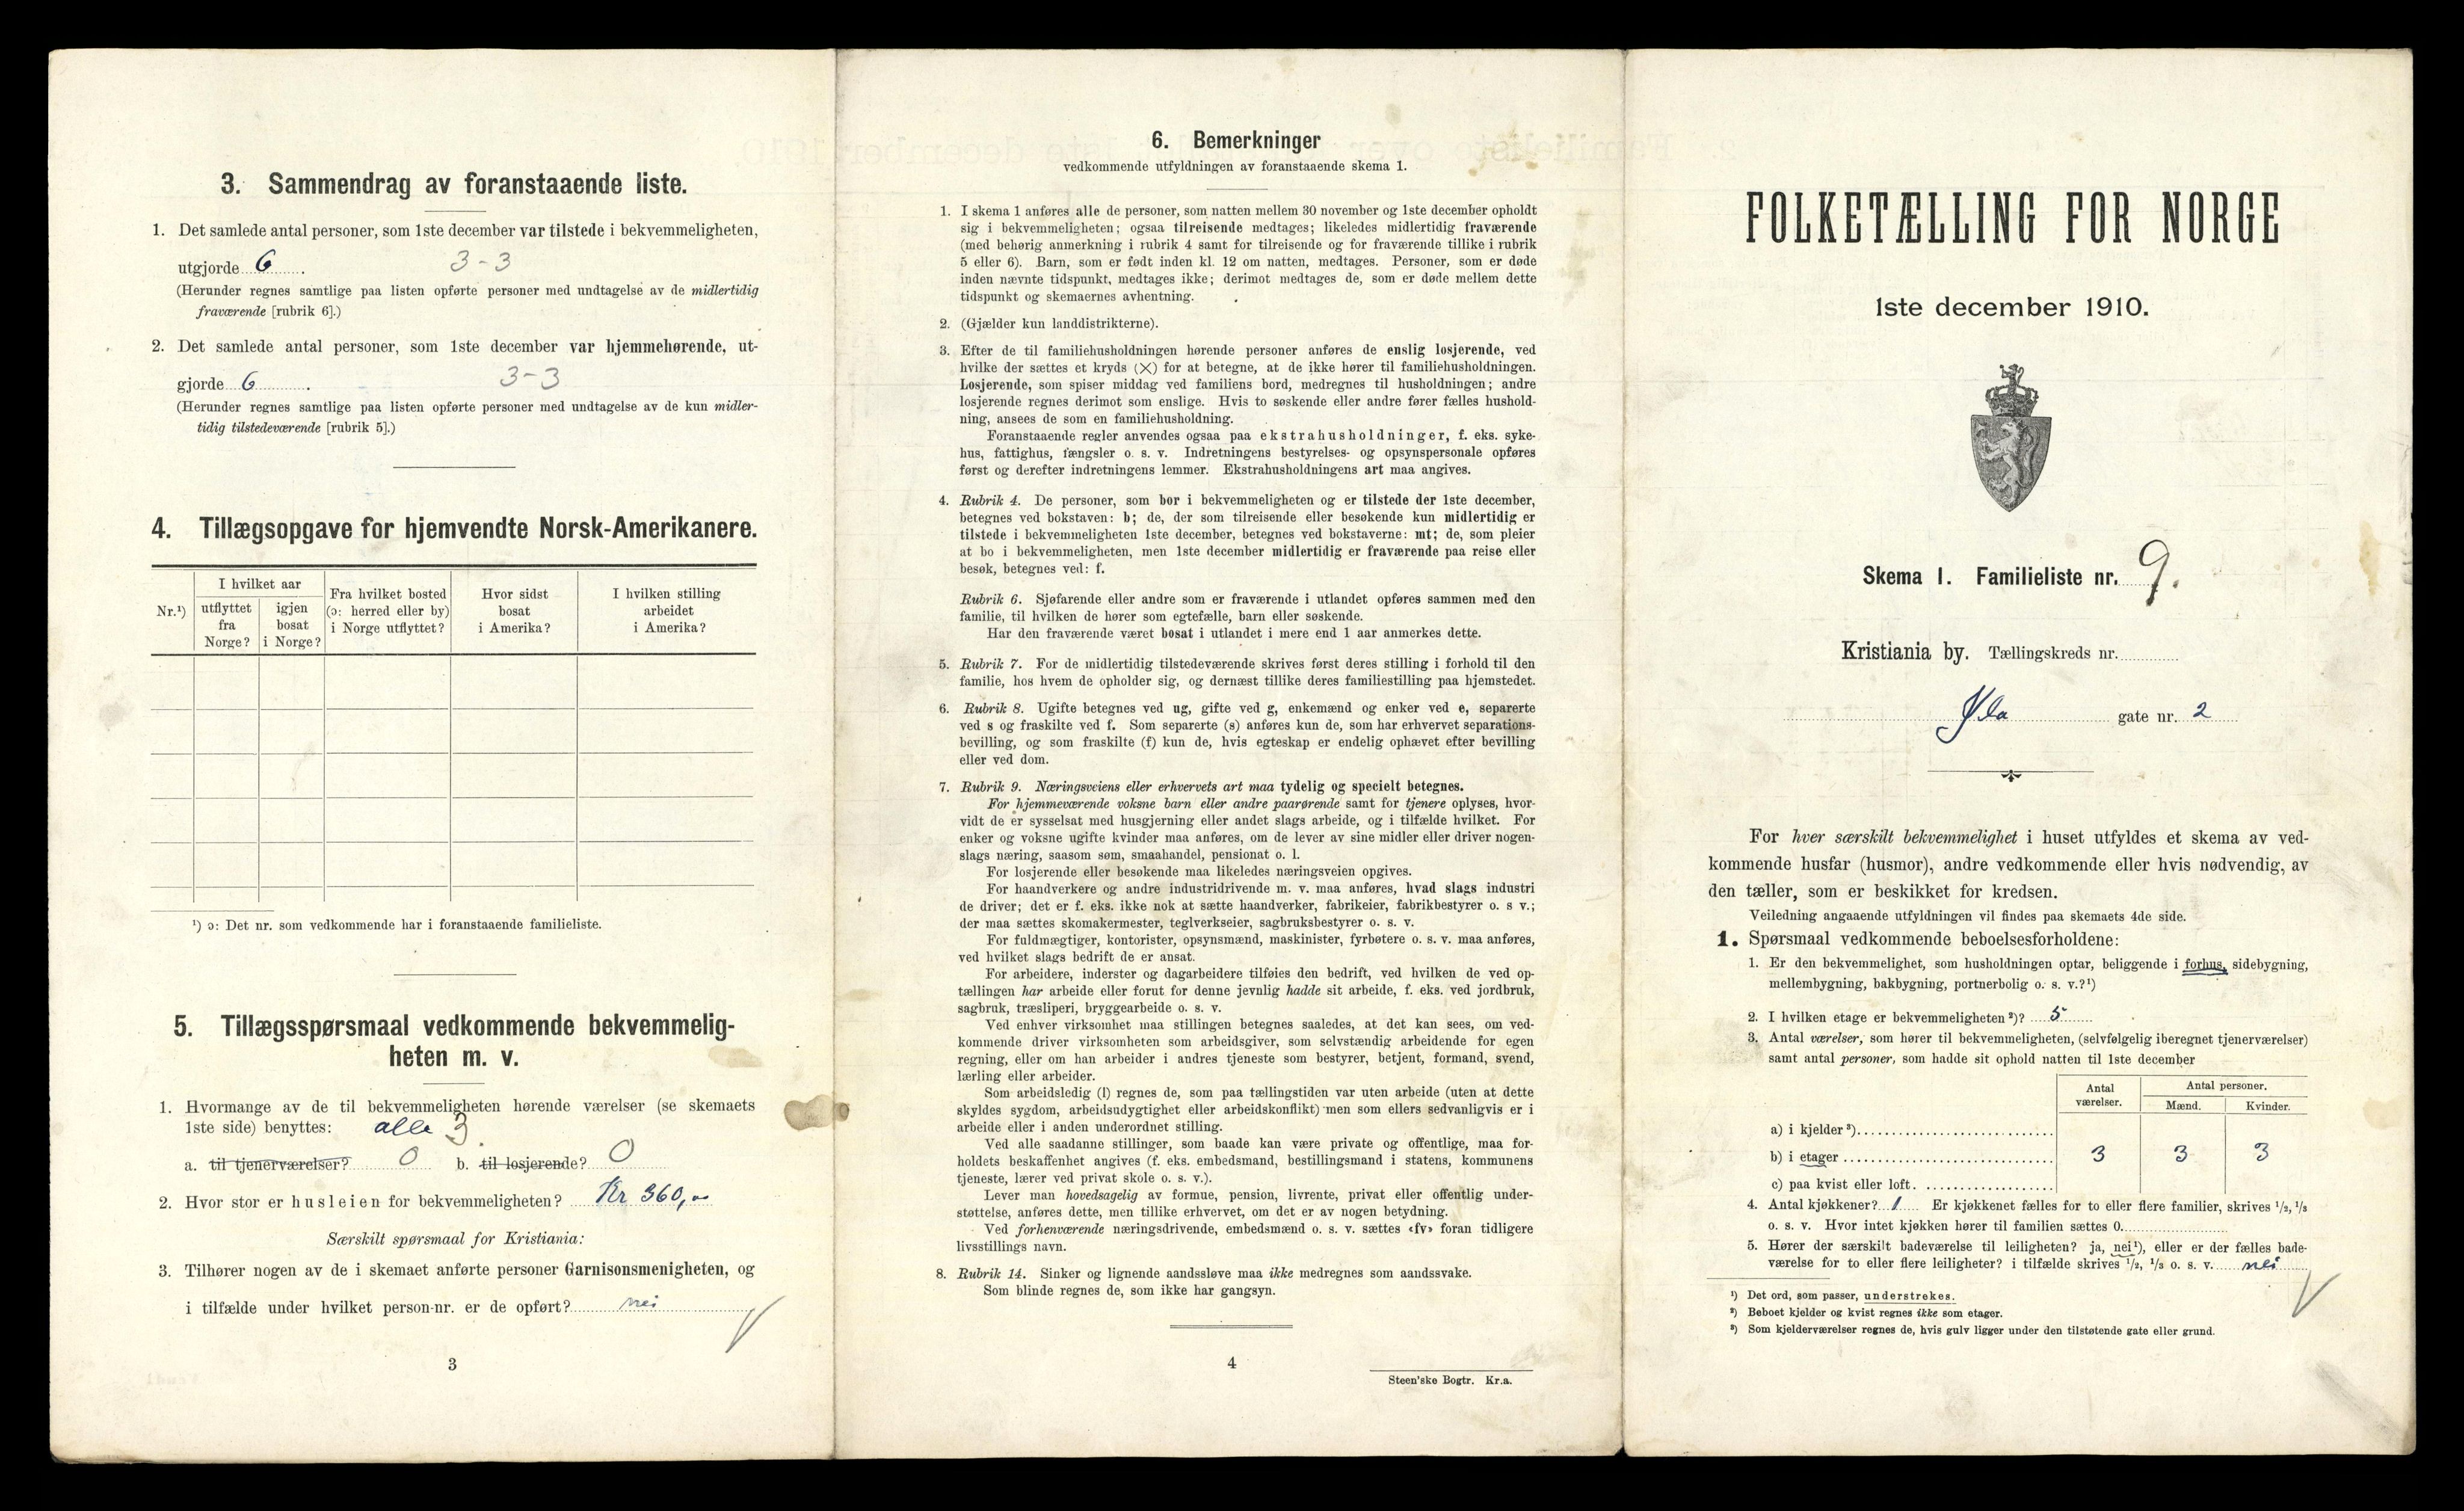 3. Sammendrag av foranstaaende liste.
1. Det samlede antal personer, som 1ste december var tilstede i bekvemmeligheten,
utgjorde 6. 3-3
(Herunder regnes samtlige paa listen opførte personer med undtagelse av de midlertidig
fraværende [rubrik 6].)
2. Det samlede antal personer, som 1ste december var hjemmehørende, ut-
gjorde 6. 3-3
(Herunder regnes samtlige paa listen opførte personer med undtagelse av de kun midler-
tidig tilstedeværende [rubrik 5].)
4. Tillægsopgave for hjemvendte Norsk-Amerikanere.
Nr.¹)
I hvilket aar
utflyttet
fra
Norge?
igjen
bosat
i Norge?
Fra hvilket bosted
(ɔ: herred eller by)
i Norge utflyttet?
Hvor sidst
bosat
i Amerika?
I hvilken stilling
arbeidet
i Amerika?
¹) ɔ: Det nr. som vedkommende har i foranstaaende familieliste.
5. Tillægsspørsmaal vedkommende bekvemmelig-
heten m. v.
1. Hvormange av de til bekvemmeligheten hørende værelser (se skemaets
1ste side) benyttes: alle 3
a. til tjenerværelser? 0 b. til losjerende? 0
2. Hvor stor er husleien for bekvemmeligheten? Kr 360,00
Særskilt spørsmaal for Kristiania:
3. Tilhører nogen av de i skemaet anførte personer Garnisonsmenigheten, og
i tilfælde under hvilket person-nr. er de opført? nei
3
6. Bemerkninger
vedkommende utfyldningen av foranstaaende skema 1.
1. I skema 1 anføres alle de personer, som natten mellem 30 november og 1ste december opholdt
sig i bekvemmeligheten; ogsaa tilreisende medtages; likeledes midlertidig fraværende
(med behørig anmerkning i rubrik 4 samt for tilreisende og for fraværende tillike i rubrik
5 eller 6). Barn, som er født inden kl. 12 om natten, medtages. Personer, som er døde
inden nævnte tidspunkt, medtages ikke; derimot medtages de, som er døde mellem dette
tidspunkt og skemaernes avhentning.
2. (Gjælder kun landdistrikterne).
3. Efter de til familiehusholdningen hørende personer anføres de enslig losjerende, ved
hvilke der sættes et kryds (×) for at betegne, at de ikke hører til familiehusholdningen.
Losjerende, som spiser middag ved familiens bord, medregnes til husholdningen; andre
losjerende regnes derimot som enslige. Hvis to søskende eller andre fører fælles hushold-
ning, ansees de som en familiehusholdning.
Foranstaaende regler anvendes ogsaa paa ekstrahusholdninger, f. eks. syke-
hus, fattighus, fængsler o. s. v. Indretningens bestyrelses- og opsynspersonale opføres
først og derefter indretningens lemmer. Ekstrahusholdningens art maa angives.
4. Rubrik 4. De personer, som bor i bekvemmeligheten og er tilstede der 1ste december,
betegnes ved bokstaven: b; de, der som tilreisende eller besøkende kun midlertidig er
tilstede i bekvemmeligheten 1ste december, betegnes ved bokstaverne: mt; de, som pleier
at bo i bekvemmeligheten, men 1ste december midlertidig er fraværende paa reise eller
besøk, betegnes ved: f.
Rubrik 6. Sjøfarende eller andre som er fraværende i utlandet opføres sammen med den
familie, til hvilken de hører som egtefælle, barn eller søskende.
Har den fraværende været bosat i utlandet i mere end 1 aar anmerkes dette.
5. Rubrik 7. For de midlertidig tilstedeværende skrives først deres stilling i forhold til den
familie, hos hvem de opholder sig, og dernæst tillike deres familiestilling paa hjemstedet.
6. Rubrik 8. Ugifte betegnes ved ug, gifte ved g, enkemænd og enker ved e, separerte
ved s og fraskilte ved f. Som separerte (s) anføres kun de, som har erhvervet separations-
bevilling, og som fraskilte (f) kun de, hvis egteskap er endelig ophævet efter bevilling
eller ved dom.
7. Rubrik 9. Næringsveiens eller erhvervets art maa tydelig og specielt betegnes.
For hjemmeværende voksne barn eller andre paarørende samt for tjenere oplyses, hvor-
vidt de er sysselsat med husgjerning eller andet slags arbeide, og i tilfælde hvilket. For
enker og voksne ugifte kvinder maa anføres, om de lever av sine midler eller driver nogen-
slags næring, saasom søm, smaahandel, pensionat o. l.
For losjerende eller besøkende maa likeledes næringsveien opgives.
For haandverkere og andre industridrivende m. v. maa anføres, hvad slags industri
de driver; det er f. eks. ikke nok at sætte haandverker, fabrikeier, fabrikbestyrer o. s v.;
der maa sættes skomakermester, teglverkseier, sagbruksbestyrer o. s. v.
For fuldmægtiger, kontorister, opsynsmænd, maskinister, fyrbøtere o. s. v. maa anføres,
ved hvilket slags bedrift de er ansat.
For arbeidere, inderster og dagarbeidere tilføies den bedrift, ved hvilken de ved op-
tællingen har arbeide eller forut for denne jevnlig hadde sit arbeide, f. eks. ved jordbruk,
sagbruk, træsliperi, bryggearbeide o. s. v.
Ved enhver virksomhet maa stillingen betegnes saaledes, at det kan sees, om ved-
kommende driver virksomheten som arbeidsgiver, som selvstændig arbeidende for egen
regning, eller om han arbeider i andres tjeneste som bestyrer, betjent, formand, svend,
lærling eller arbeider.
Som arbeidsledig (l) regnes de, som paa tællingstiden var uten arbeide (uten at dette
skyldes sygdom, arbeidsudygtighet eller arbeidskonflikt) men som ellers sedvanligvis er i
arbeide eller i anden underordnet stilling.
Ved alle saadanne stillinger, som baade kan være private og offentlige, maa for-
holdets beskaffenhet angives (f. eks. embedsmand, bestillingsmand i statens, kommunens
tjeneste, lærer ved privat skole o. s. v.).
Lever man hovedsagelig av formue, pension, livrente, privat eller offentlig under-
støttelse, anføres dette, men tillike erhvervet, om det er av nogen betydning.
Ved forhenværende næringsdrivende, embedsmænd o. s. v. sættes «fv» foran tidligere
livsstillings navn.
8. Rubrik 14. Sinker og lignende aandssløve maa ikke medregnes som aandssvake.
Som blinde regnes de, som ikke har gangsyn.
4
Steen'ske Bogtr. Kr.a.
FOLKETÆLLING FOR NORGE
1ste december 1910.
Skema 1. Familieliste nr. 9.
Kristiania by. Tællingskreds nr.
Ila gate nr. 2
For hver særskilt bekvemmelighet i huset utfyldes et skema av ved-
kommende husfar (husmor), andre vedkommende eller hvis nødvendig, av
den tæller, som er beskikket for kredsen.
Veiledning angaaende utfyldningen vil findes paa skemaets 4de side.
1. Spørsmaal vedkommende beboelsesforholdene:
1. Er den bekvemmelighet, som husholdningen optar, beliggende i forhus, sidebygning,
mellembygning, bakbygning, portnerbolig o. s. v.?¹)
2. I hvilken etage er bekvemmeligheten²)? 5
3. Antal værelser, som hører til bekvemmeligheten, (selvfølgelig iberegnet tjenerværelser)
samt antal personer, som hadde sit ophold natten til 1ste december
Antal
værelser.
Antal personer.
Mænd. Kvinder.
a) i kjelder³)
b) i etager 3 3 3
c) paa kvist eller loft.
4. Antal kjøkkener? 1 Er kjøkkenet fælles for to eller flere familier, skrives ¹/₂, ¹/₃
o. s. v. Hvor intet kjøkken hører til familien sættes 0.
5. Hører der særskilt badeværelse til leiligheten? ja, nei¹), eller er der fælles bade-
værelse for to eller flere leiligheter? i tilfælde skrives ¹/₂, ¹/₃ o. s. v. nei
¹) Det ord, som passer, understrekes.
²) Beboet kjelder og kvist regnes ikke som etager.
³) Som kjelderværelser regnes de, hvis gulv ligger under den tilstøtende gate eller grund.